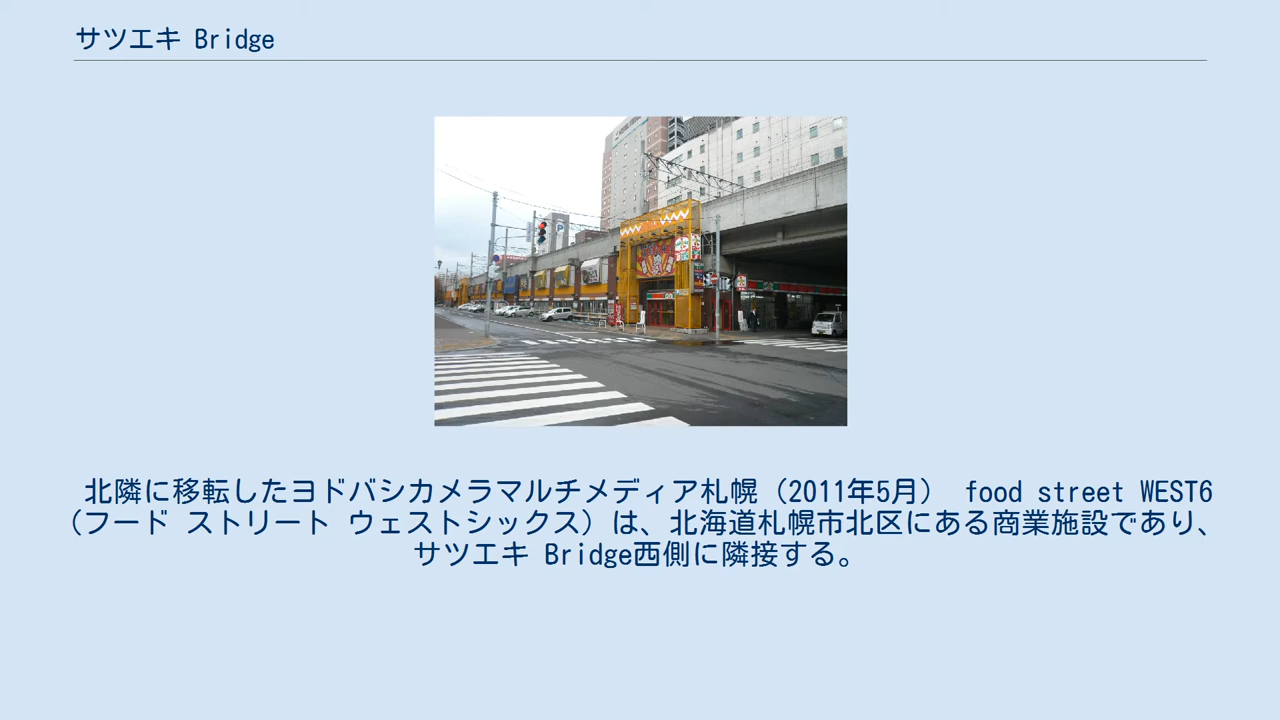 サツエキ Bridge
北隣に移転したヨドバシカメラマルチメディア札幌（2011年5月） food street WEST6
（フード ストリート ウェストシックス）は、北海道札幌市北区にある商業施設であり、
サツエキ Bridge西側に隣接する。